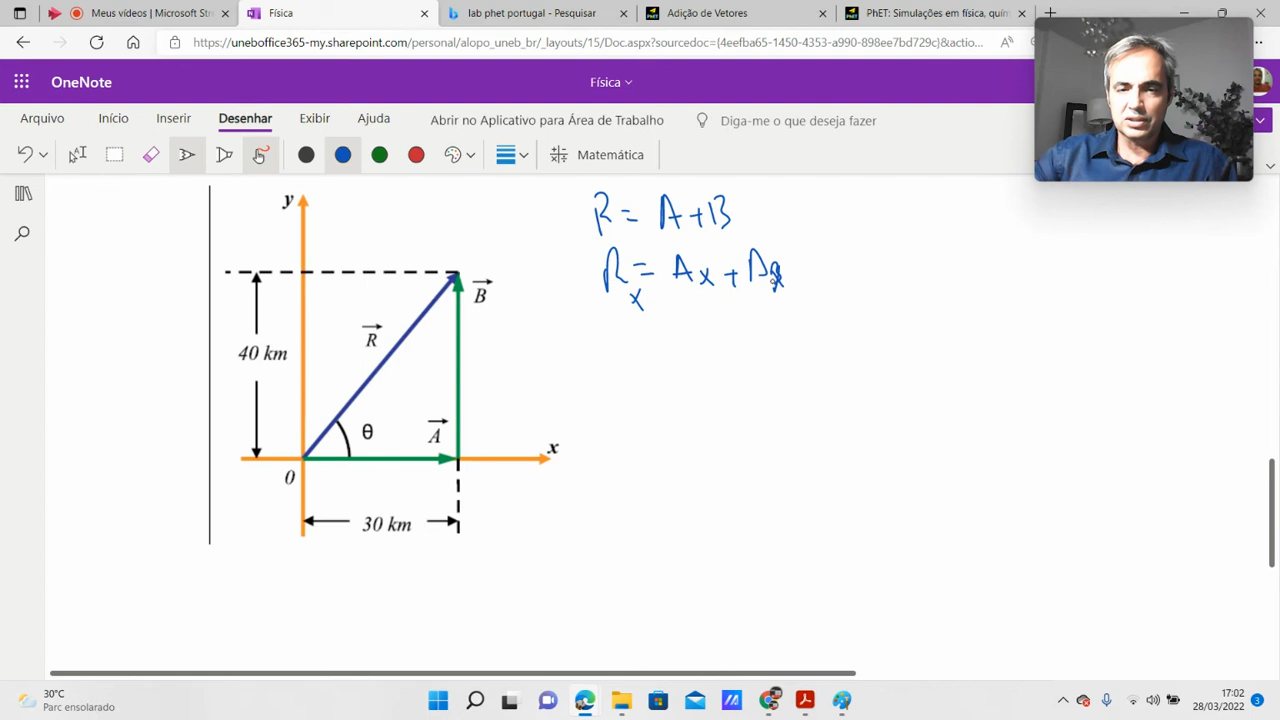 Meus vídeos | Microsoft Str
Física
lab phet portugal - Pesquisar
Adição de Vetores
PhET: Simulações em física, quím
https://uneboffice365-my.sharepoint.com/personal/alopo_uneb_br/_layouts/15/Doc.aspx?sourcedoc={4eefba65-1450-4353-a990-898ee7bd729c}&actio...
OneNote
Física
Arquivo
Início
Inserir
Desenhar
Exibir
Ajuda
Abrir no Aplicativo para Área de Trabalho
Diga-me o que deseja fazer
Matemática
y
R = A+B
Rx = Ax +
B
R
40 km
θ
A
x
0
30 km
30°C
Parc ensolarado
17:02
28/03/2022
3